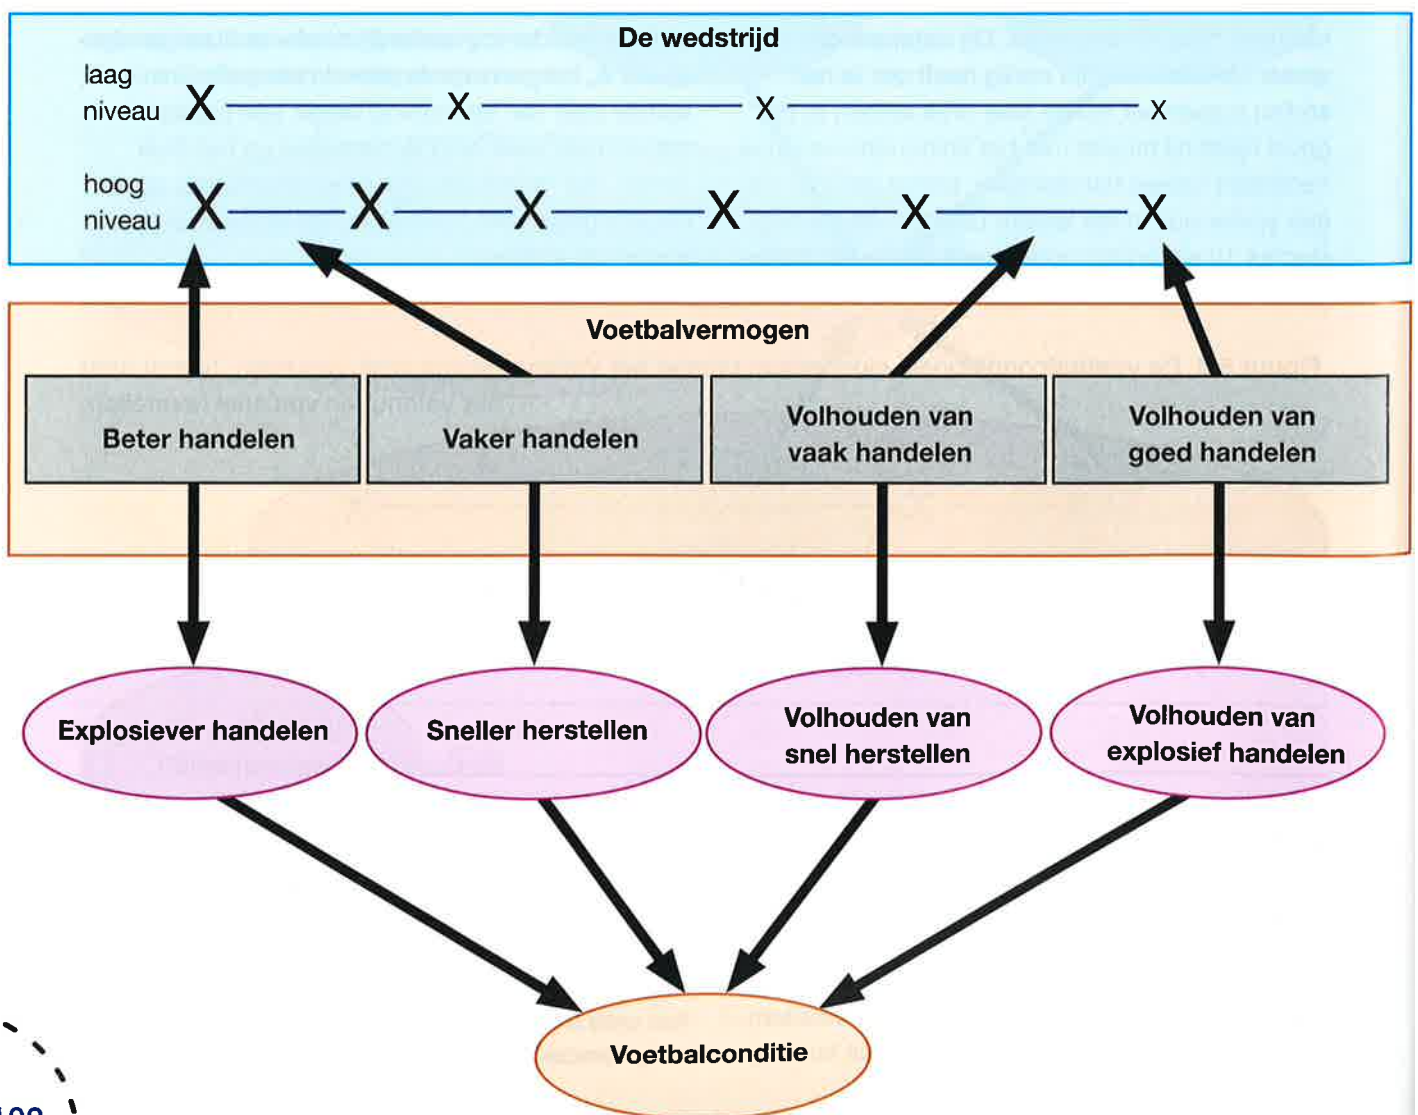 De wedstrijd
laag
niveau X X X X
hoog
niveau X X X X X X
Voetbalvermogen
Beter handelen
Vaker handelen
Volhouden van
vaak handelen
Volhouden van
goed handelen
Explosiever handelen
Sneller herstellen
Volhouden van
snel herstellen
Volhouden van
explosief handelen
Voetbalconditie